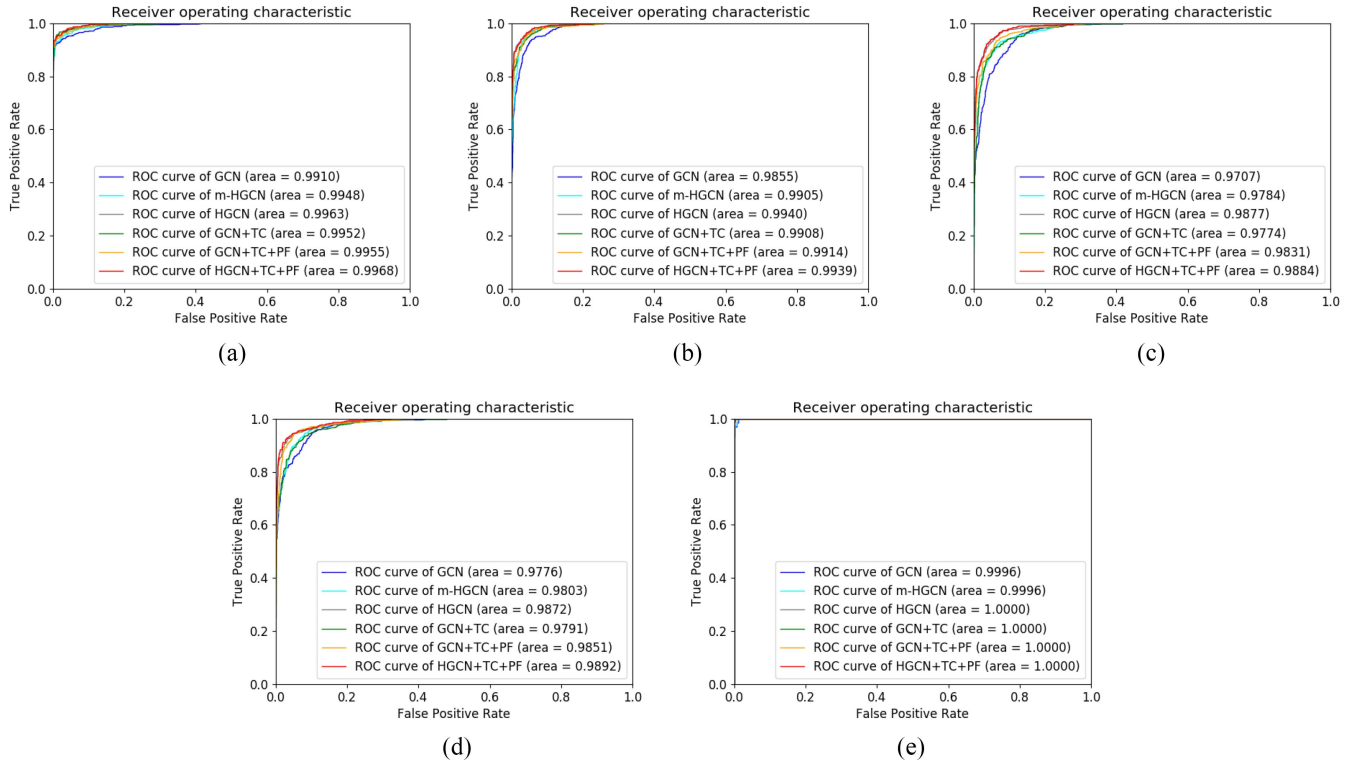 Receiver operating characteristic
1.0
0.8
0.6
0.4
0.2
0.0
True Positive Rate
ROC curve of GCN (area = 0.9910)
ROC curve of m-HGCN (area = 0.9948)
ROC curve of HGCN (area = 0.9963)
ROC curve of GCN+TC (area = 0.9952)
ROC curve of GCN+TC+PF (area = 0.9955)
ROC curve of HGCN+TC+PF (area = 0.9968)
0.0 0.2 0.4 0.6 0.8 1.0
False Positive Rate
(a)
Receiver operating characteristic
1.0
0.8
0.6
0.4
0.2
0.0
True Positive Rate
ROC curve of GCN (area = 0.9855)
ROC curve of m-HGCN (area = 0.9905)
ROC curve of HGCN (area = 0.9940)
ROC curve of GCN+TC (area = 0.9908)
ROC curve of GCN+TC+PF (area = 0.9914)
ROC curve of HGCN+TC+PF (area = 0.9939)
0.0 0.2 0.4 0.6 0.8 1.0
False Positive Rate
(b)
Receiver operating characteristic
1.0
0.8
0.6
0.4
0.2
0.0
True Positive Rate
ROC curve of GCN (area = 0.9707)
ROC curve of m-HGCN (area = 0.9784)
ROC curve of HGCN (area = 0.9877)
ROC curve of GCN+TC (area = 0.9774)
ROC curve of GCN+TC+PF (area = 0.9831)
ROC curve of HGCN+TC+PF (area = 0.9884)
0.0 0.2 0.4 0.6 0.8 1.0
False Positive Rate
(c)
Receiver operating characteristic
1.0
0.8
0.6
0.4
0.2
0.0
True Positive Rate
ROC curve of GCN (area = 0.9776)
ROC curve of m-HGCN (area = 0.9803)
ROC curve of HGCN (area = 0.9872)
ROC curve of GCN+TC (area = 0.9791)
ROC curve of GCN+TC+PF (area = 0.9851)
ROC curve of HGCN+TC+PF (area = 0.9892)
0.0 0.2 0.4 0.6 0.8 1.0
False Positive Rate
(d)
Receiver operating characteristic
1.0
0.8
0.6
0.4
0.2
0.0
True Positive Rate
ROC curve of GCN (area = 0.9996)
ROC curve of m-HGCN (area = 0.9996)
ROC curve of HGCN (area = 1.0000)
ROC curve of GCN+TC (area = 1.0000)
ROC curve of GCN+TC+PF (area = 1.0000)
ROC curve of HGCN+TC+PF (area = 1.0000)
0.0 0.2 0.4 0.6 0.8 1.0
False Positive Rate
(e)